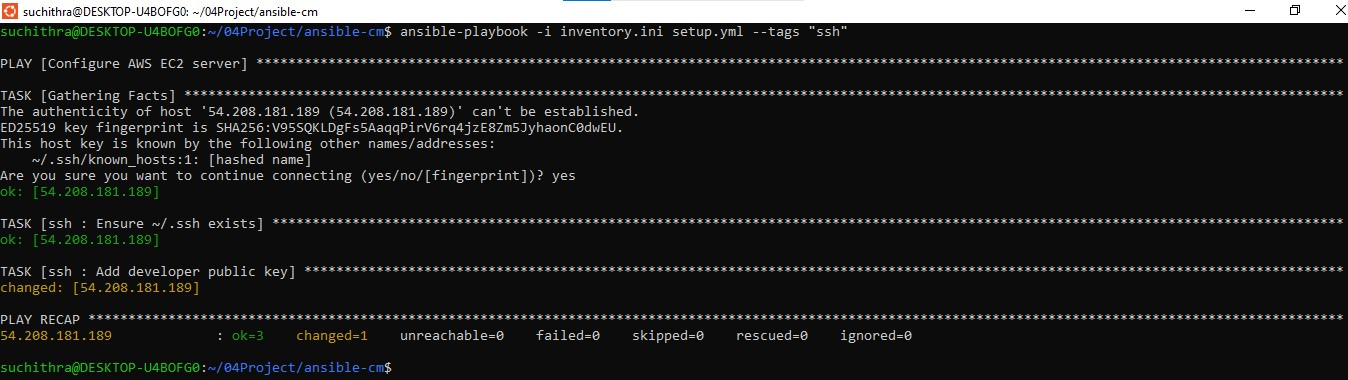 suchithra@DESKTOP-U4BOFG0: ~/04Project/ansible-cm
suchithra@DESKTOP-U4BOFG0:~/04Project/ansible-cm$ ansible-playbook -i inventory.ini setup.yml --tags "ssh"
PLAY [Configure AWS EC2 server] ****************************************************************************************************************************************
TASK [Gathering Facts] *************************************************************************************************************************************************
The authenticity of host '54.208.181.189 (54.208.181.189)' can't be established.
ED25519 key fingerprint is SHA256:V95SQKLDgFs5AaqqPirV6rq4jzE8Zm5JyhaonC0dwEU.
This host key is known by the following other names/addresses:
    ~/.ssh/known_hosts:1: [hashed name]
Are you sure you want to continue connecting (yes/no/[fingerprint])? yes
ok: [54.208.181.189]
TASK [ssh : Ensure ~/.ssh exists] **************************************************************************************************************************************
ok: [54.208.181.189]
TASK [ssh : Add developer public key] **********************************************************************************************************************************
changed: [54.208.181.189]
PLAY RECAP *************************************************************************************************************************************************************
54.208.181.189             : ok=3    changed=1    unreachable=0    failed=0    skipped=0    rescued=0    ignored=0
suchithra@DESKTOP-U4BOFG0:~/04Project/ansible-cm$